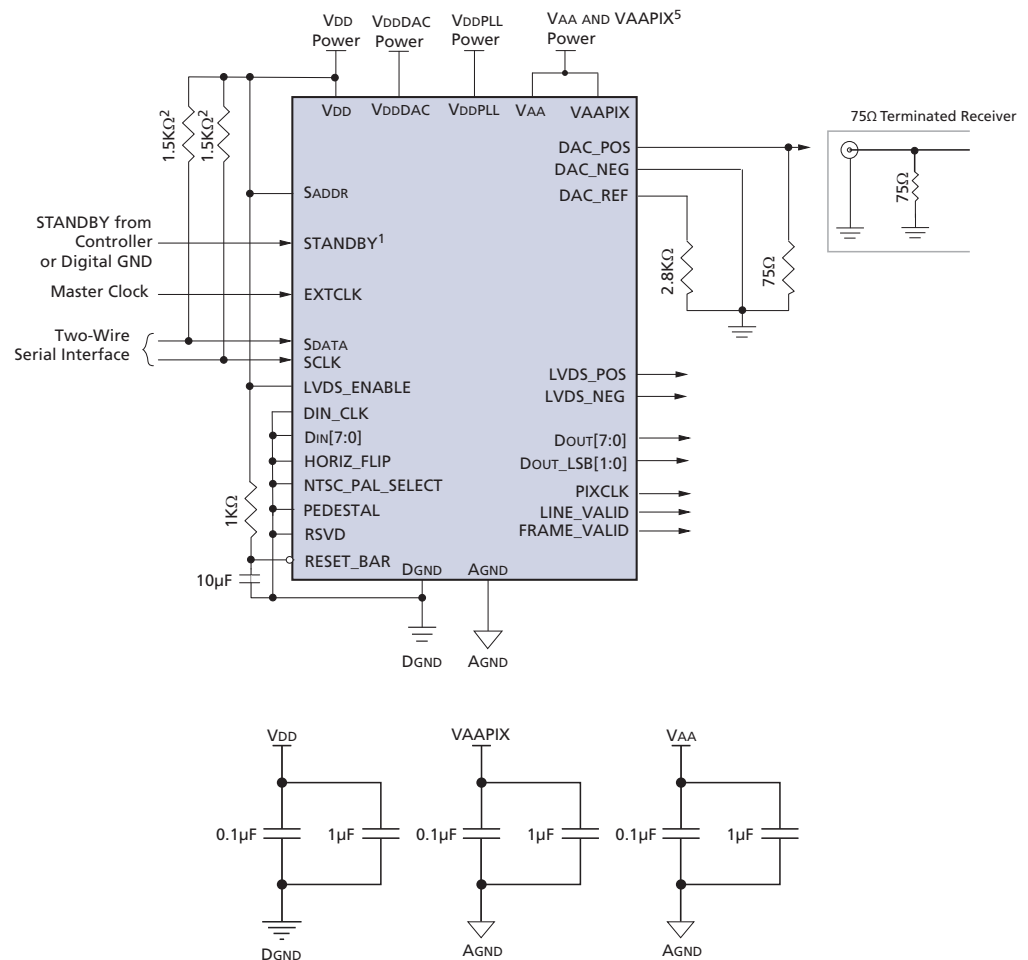 VDD Power
VDDDAC Power
VDDPLL Power
VAA AND VAAPIX5 Power
1.5KΩ2
1.5KΩ2
VDD
VDDDAC
VDDPLL
VAA
VAAPIX
75Ω Terminated Receiver
75Ω
DAC_POS
DAC_NEG
DAC_REF
2.8KΩ
75Ω
SADDR
STANDBY from
Controller
or Digital GND
STANDBY1
Master Clock
EXTCLK
Two-Wire
Serial Interface
SDATA
SCLK
LVDS_ENABLE
DIN_CLK
DIN[7:0]
HORIZ_FLIP
NTSC_PAL_SELECT
PEDESTAL
RSVD
RESET_BAR
1KΩ
10µF
LVDS_POS
LVDS_NEG
DOUT[7:0]
DOUT_LSB[1:0]
PIXCLK
LINE_VALID
FRAME_VALID
DGND
AGND
DGND
AGND
VDD
0.1µF
1µF
DGND
VAAPIX
0.1µF
1µF
AGND
VAA
0.1µF
1µF
AGND